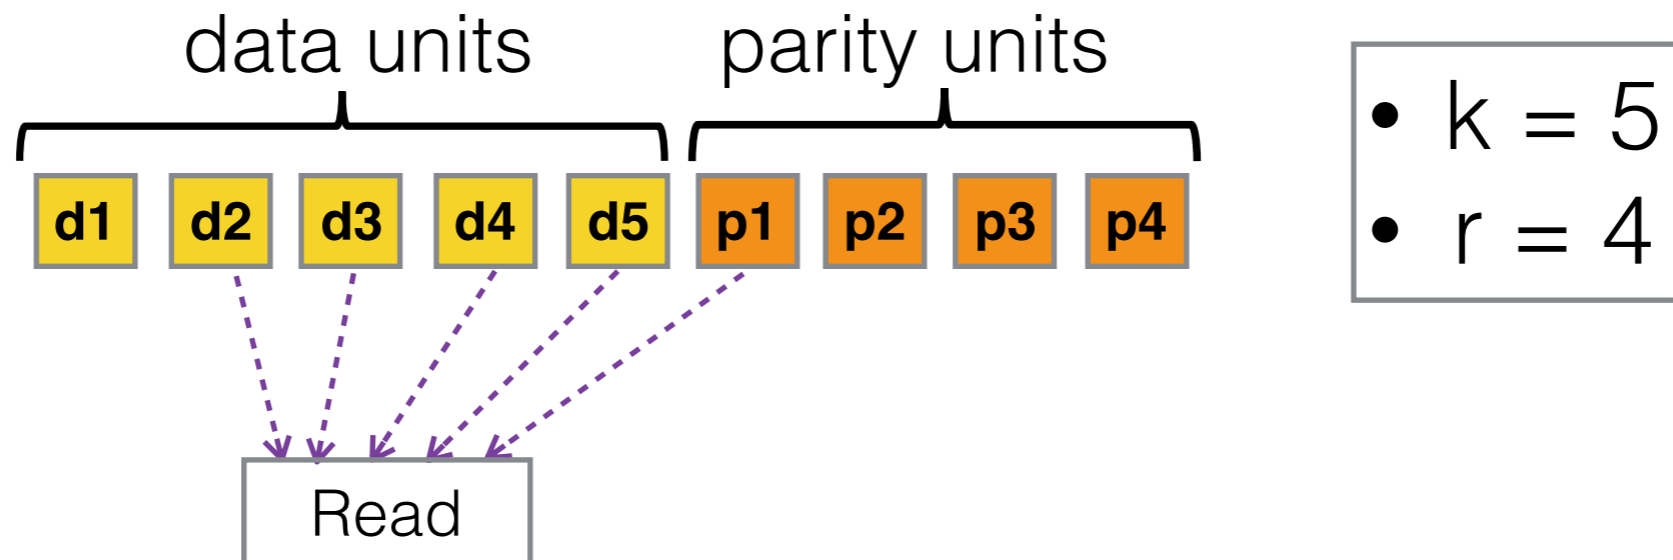 data units parity units
• k = 5
• r = 4
d1 d2 d3 d4 d5 p1 p2 p3 p4
Read